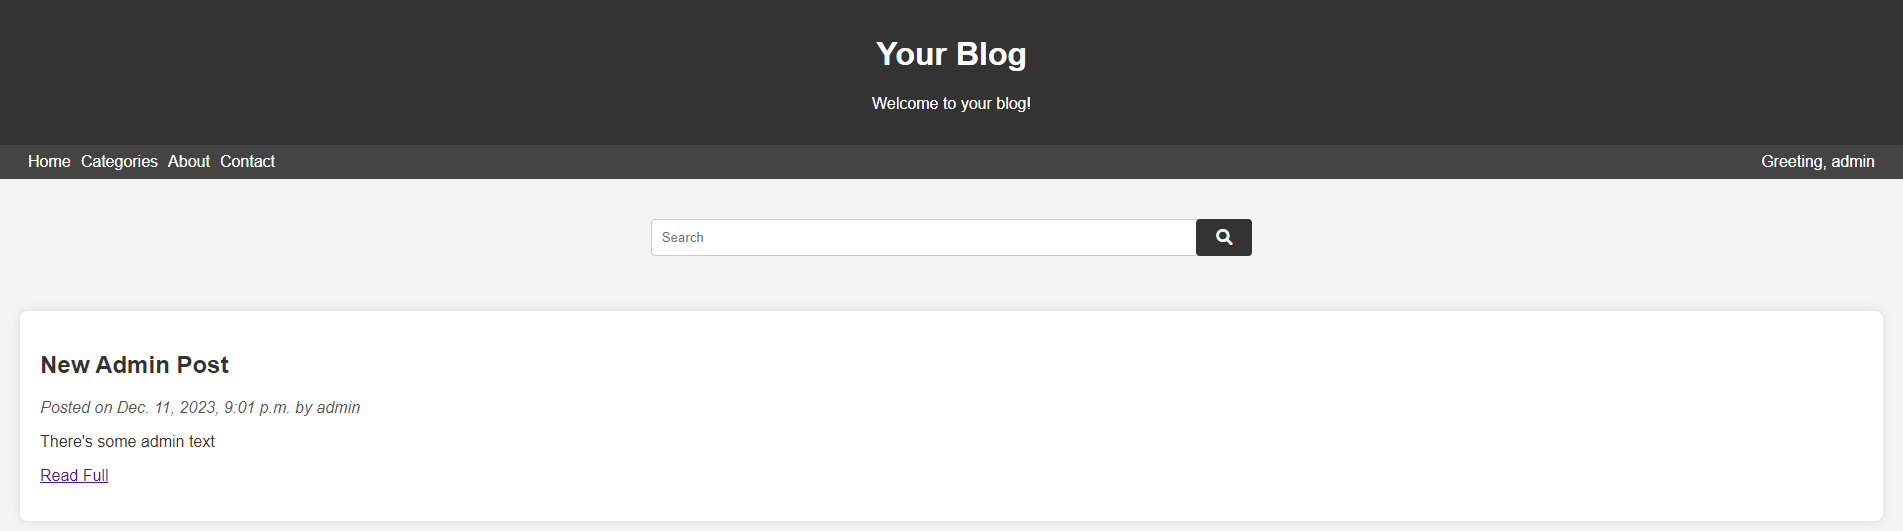 Your Blog
Welcome to your blog!
Home Categories About Contact Greeting, admin
Search
New Admin Post
Posted on Dec. 11, 2023, 9:01 p.m. by admin
There's some admin text
Read Full